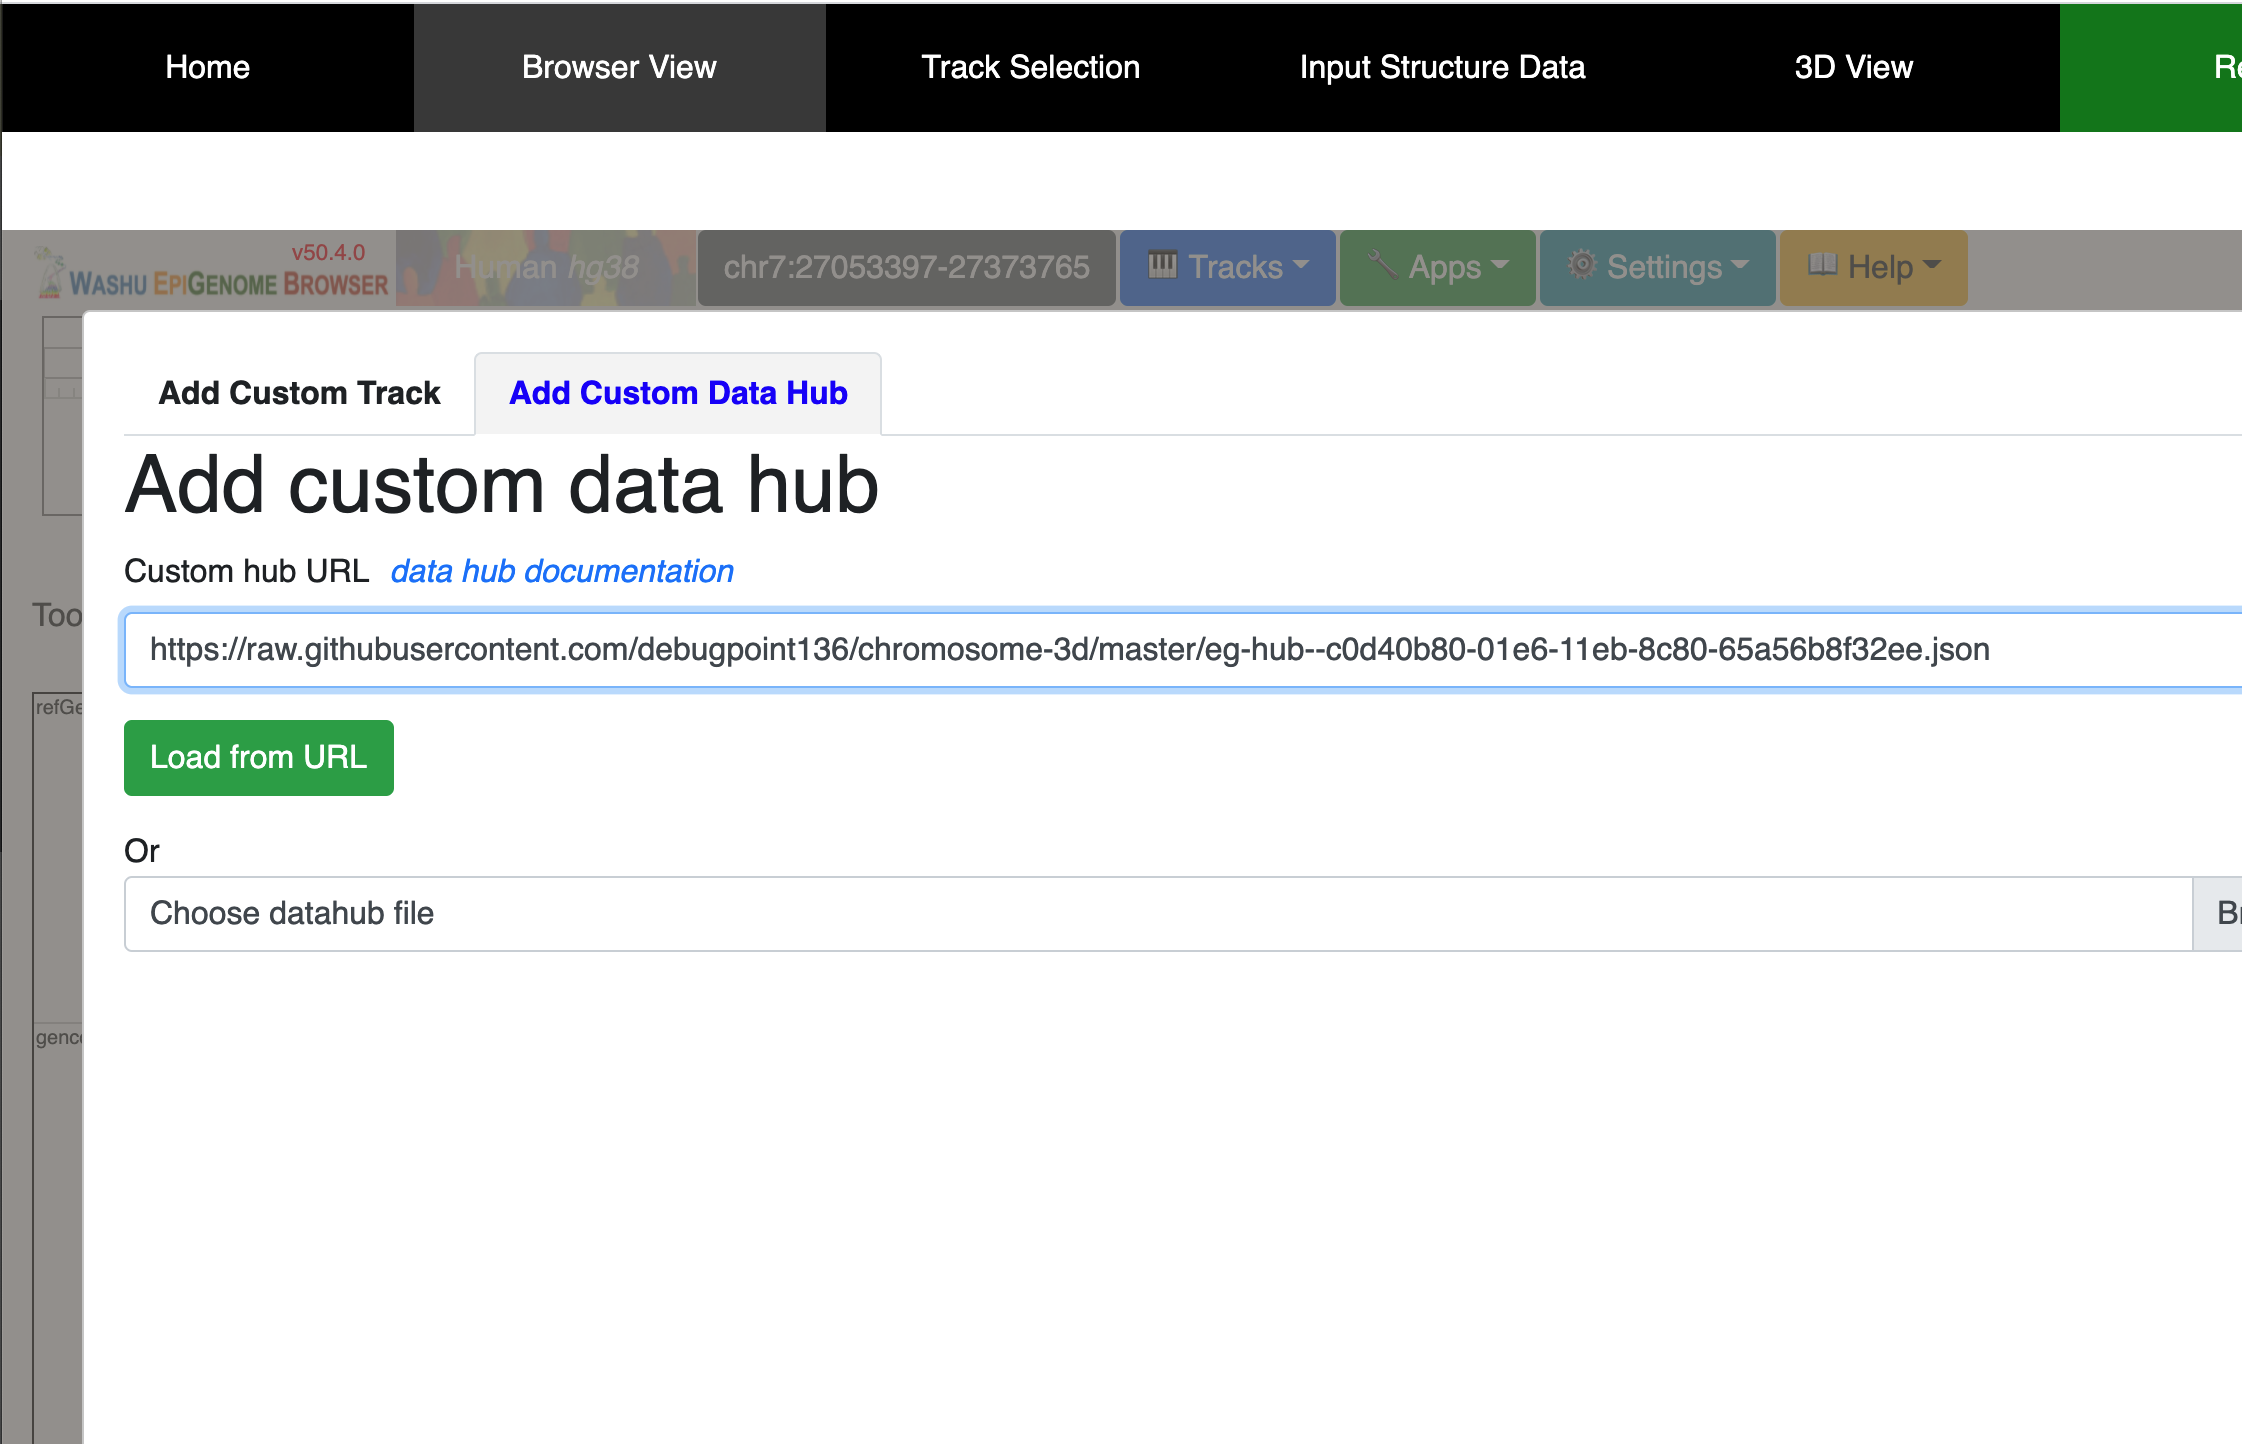 Home Browser View Track Selection Input Structure Data 3D View Re
v50.4.0
WASHU EPIGENOME BROWSER Human hg38 chr7:27053397-27373765 Tracks Apps Settings Help
Add Custom Track Add Custom Data Hub
Add custom data hub
Custom hub URL data hub documentation
Too
https://raw.githubusercontent.com/debugpoint136/chromosome-3d/master/eg-hub--c0d40b80-01e6-11eb-8c80-65a56b8f32ee.json
refGe
Load from URL
Or
Choose datahub file Br
genc